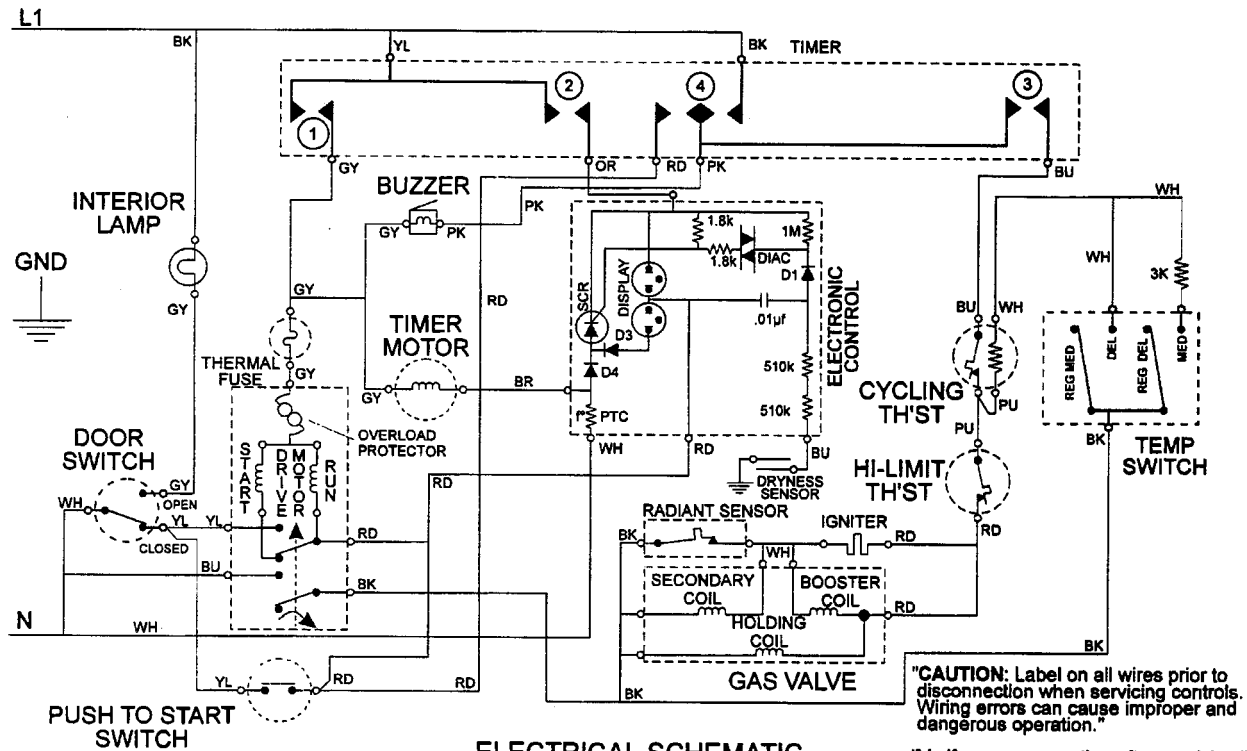 L1
BK
YL
BK
TIMER
1
2
4
3
GY
OR
RD
PK
BU
INTERIOR
LAMP
BUZZER
GY
PK
PK
WH
GND
GY
RD
1.8k
1.8k
1M
DIAC
D1
DISPLAY
SCR
.01µf
D3
D4
510k
510k
ELECTRONIC
CONTROL
WH
3K
GY
THERMAL
FUSE
GY
TIMER
MOTOR
GY
BR
PTC
WH
RD
BU
BU
WH
CYCLING
TH'ST
PU
PU
HI-LIMIT
TH'ST
RD
REG MED
DEL
REG DEL
MED
BK
TEMP
SWITCH
OVERLOAD
PROTECTOR
DOOR
SWITCH
WH
GY
OPEN
YL
YL
CLOSED
START
DRIVE
MOTOR
RUN
RD
RD
BU
BK
DRYNESS
SENSOR
RADIANT SENSOR
IGNITER
BK
WH
RD
SECONDARY
COIL
BOOSTER
COIL
RD
HOLDING
COIL
N
WH
BK
BK
GAS VALVE
YL
RD
RD
PUSH TO START
SWITCH
"CAUTION: Label on all wires prior to
disconnection when servicing controls.
Wiring errors can cause improper and
dangerous operation."
ELECTRICAL SCHEMATIC